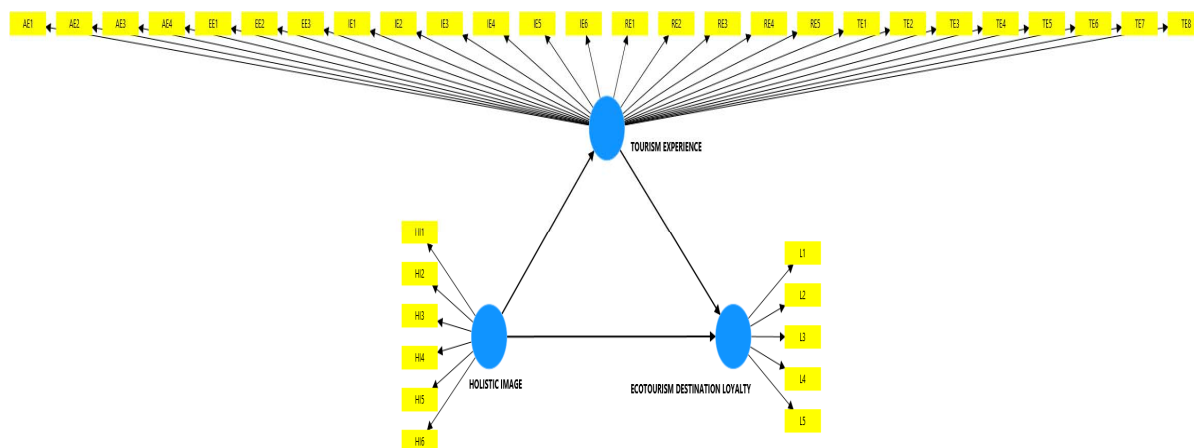 AE1 AE2 AE3 AE4 EE1 EE2 EE3 IE1 IE2 IE3 IE4 IE5 IE6 RE1 RE2 RE3 RE4 RE5 TE1 TE2 TE3 TE4 TE5 TE6 TE7 TE8
TOURISM EXPERIENCE
HI1
HI2
HI3
HI4
HI5
HI6
HOLISTIC IMAGE
L1
L2
L3
L4
L5
ECOTOURISM DESTINATION LOYALTY